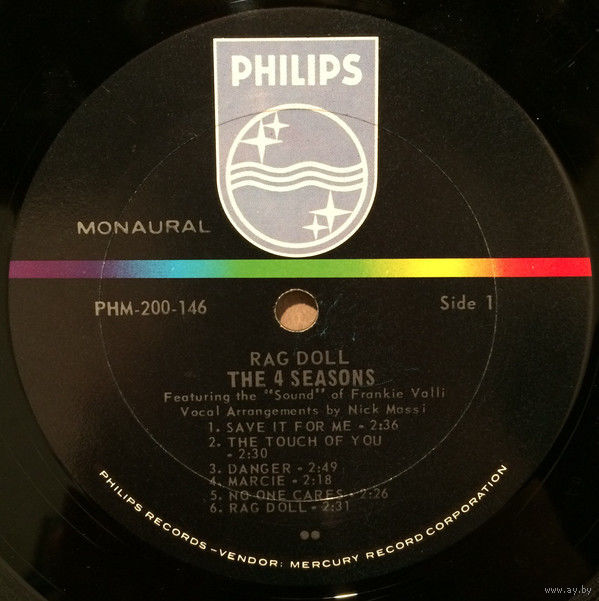 PHILIPS
MONAURAL
PHM-200-146
Side 1
RAG DOLL
THE 4 SEASONS
Featuring the "Sound" of Frankie Valli
Vocal Arrangements by Nick Massi
1. SAVE IT FOR ME - 2:36
2. THE TOUCH OF YOU
- 2:30
3. DANGER - 2:49
4. MARCIE - 2:18
5. NO ONE CARES - 2:26
6. RAG DOLL - 2:31
PHILIPS RECORDS -VENDOR: MERCURY RECORD CORPORATION
www.ay.by